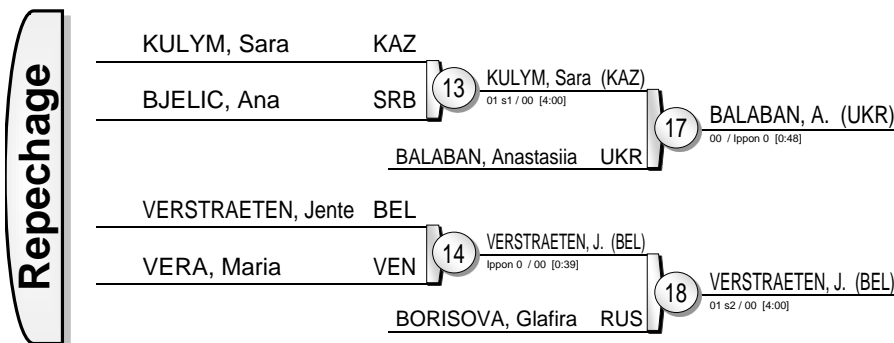 Repechage
KULYM, Sara KAZ
BJELIC, Ana SRB
13
KULYM, Sara (KAZ)
01 s1 / 00 [4:00]
BALABAN, Anastasiia UKR
17
BALABAN, A. (UKR)
00 / Ippon 0 [0:48]
VERSTRAETEN, Jente BEL
VERA, Maria VEN
14
VERSTRAETEN, J. (BEL)
Ippon 0 / 00 [0:39]
BORISOVA, Glafira RUS
18
VERSTRAETEN, J. (BEL)
01 s2 / 00 [4:00]